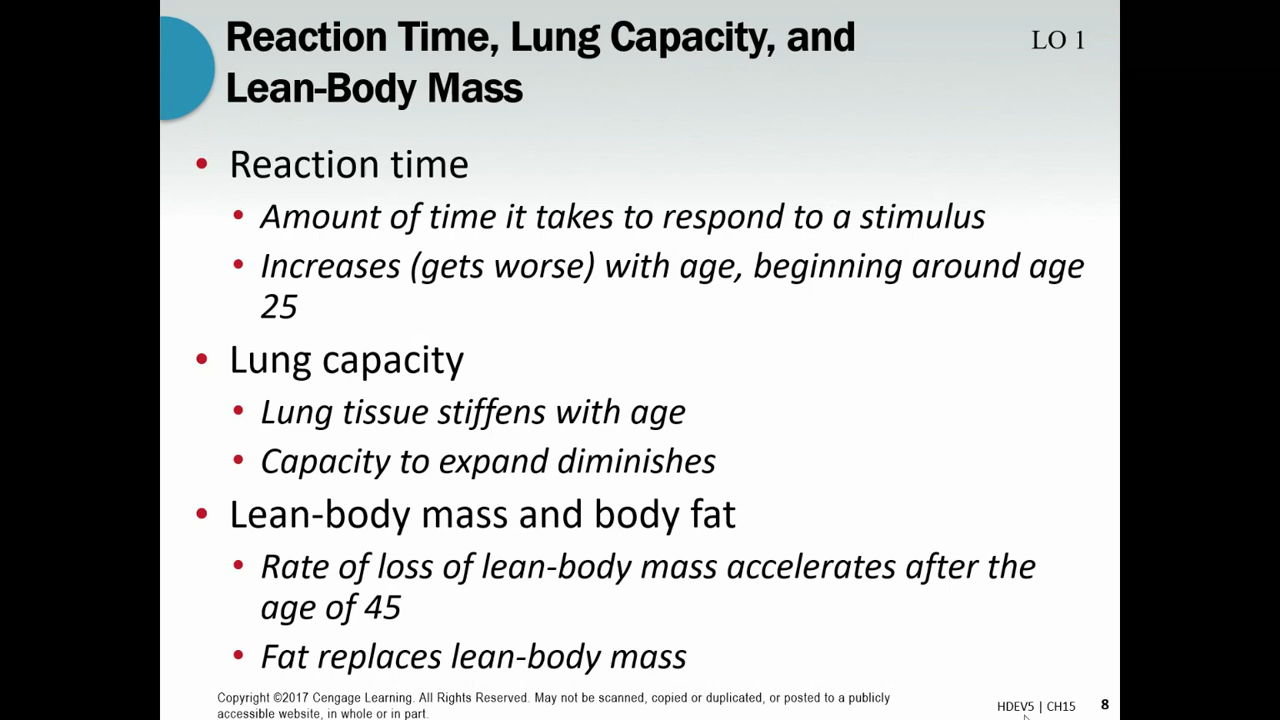 Reaction Time, Lung Capacity, and
Lean-Body Mass
LO 1
• Reaction time
• Amount of time it takes to respond to a stimulus
• Increases (gets worse) with age, beginning around age
25
• Lung capacity
• Lung tissue stiffens with age
• Capacity to expand diminishes
• Lean-body mass and body fat
• Rate of loss of lean-body mass accelerates after the
age of 45
• Fat replaces lean-body mass
Copyright ©2017 Cengage Learning. All Rights Reserved. May not be scanned, copied or duplicated, or posted to a publicly
accessible website, in whole or in part.
HDEV5 | CH15 8